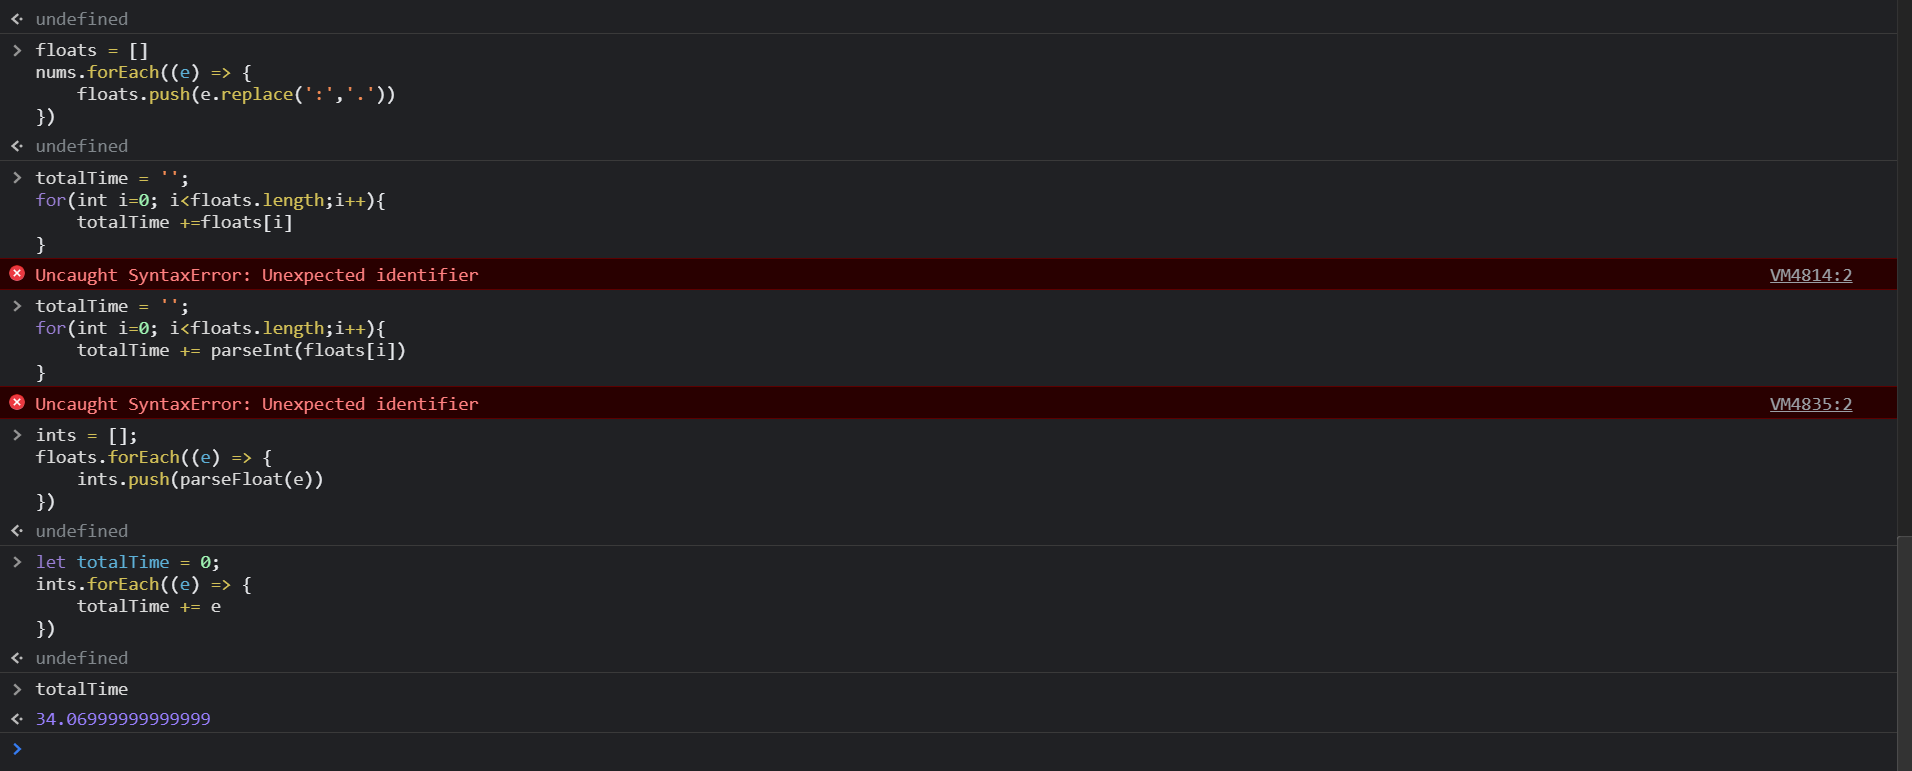 undefined
floats = []
nums.forEach((e) => {
    floats.push(e.replace(':','.'))
})
undefined
totalTime = '';
for(int i=0; i<floats.length;i++){
    totalTime +=floats[i]
}
Uncaught SyntaxError: Unexpected identifier VM4814:2
totalTime = '';
for(int i=0; i<floats.length;i++){
    totalTime += parseInt(floats[i])
}
Uncaught SyntaxError: Unexpected identifier VM4835:2
ints = [];
floats.forEach((e) => {
    ints.push(parseFloat(e))
})
undefined
let totalTime = 0;
ints.forEach((e) => {
    totalTime += e
})
undefined
totalTime
34.06999999999999